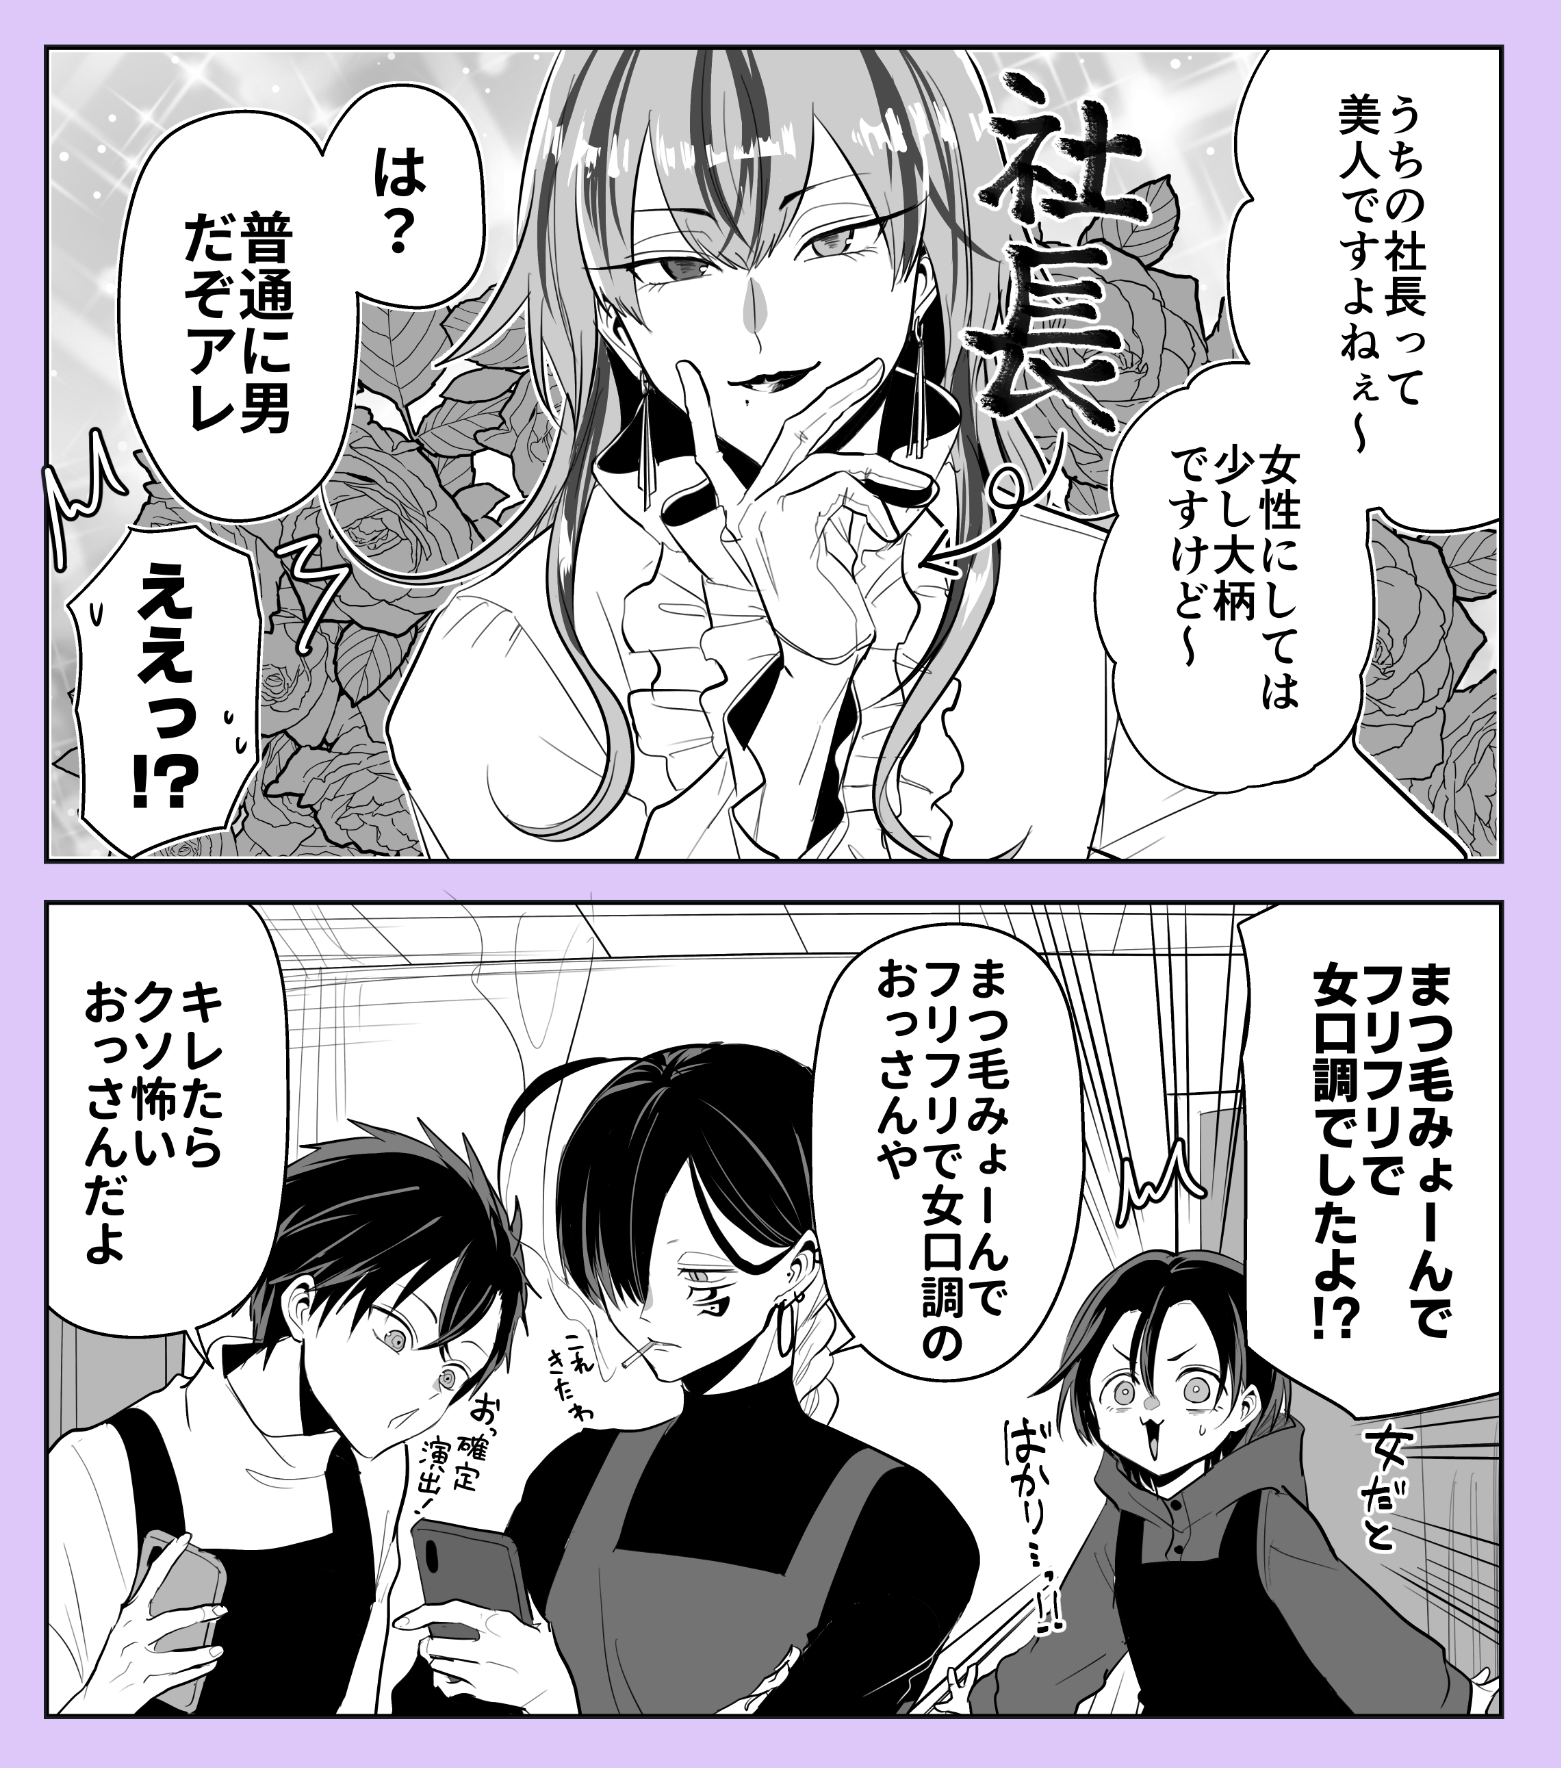 うちの社長って
美人ですよねぇ～
女性にしては
少し大柄
ですけど～
社長
は？
普通に男
だぞアレ
ええっ!?
まつ毛みょーんで
フリフリで
女口調でしたよ!?
女だと
ばかり…っ!!
まつ毛みょーんで
フリフリで女口調の
おっさんや
これ
きたわ
おっ確定
演出!
キレたら
クソ怖い
おっさんだよ